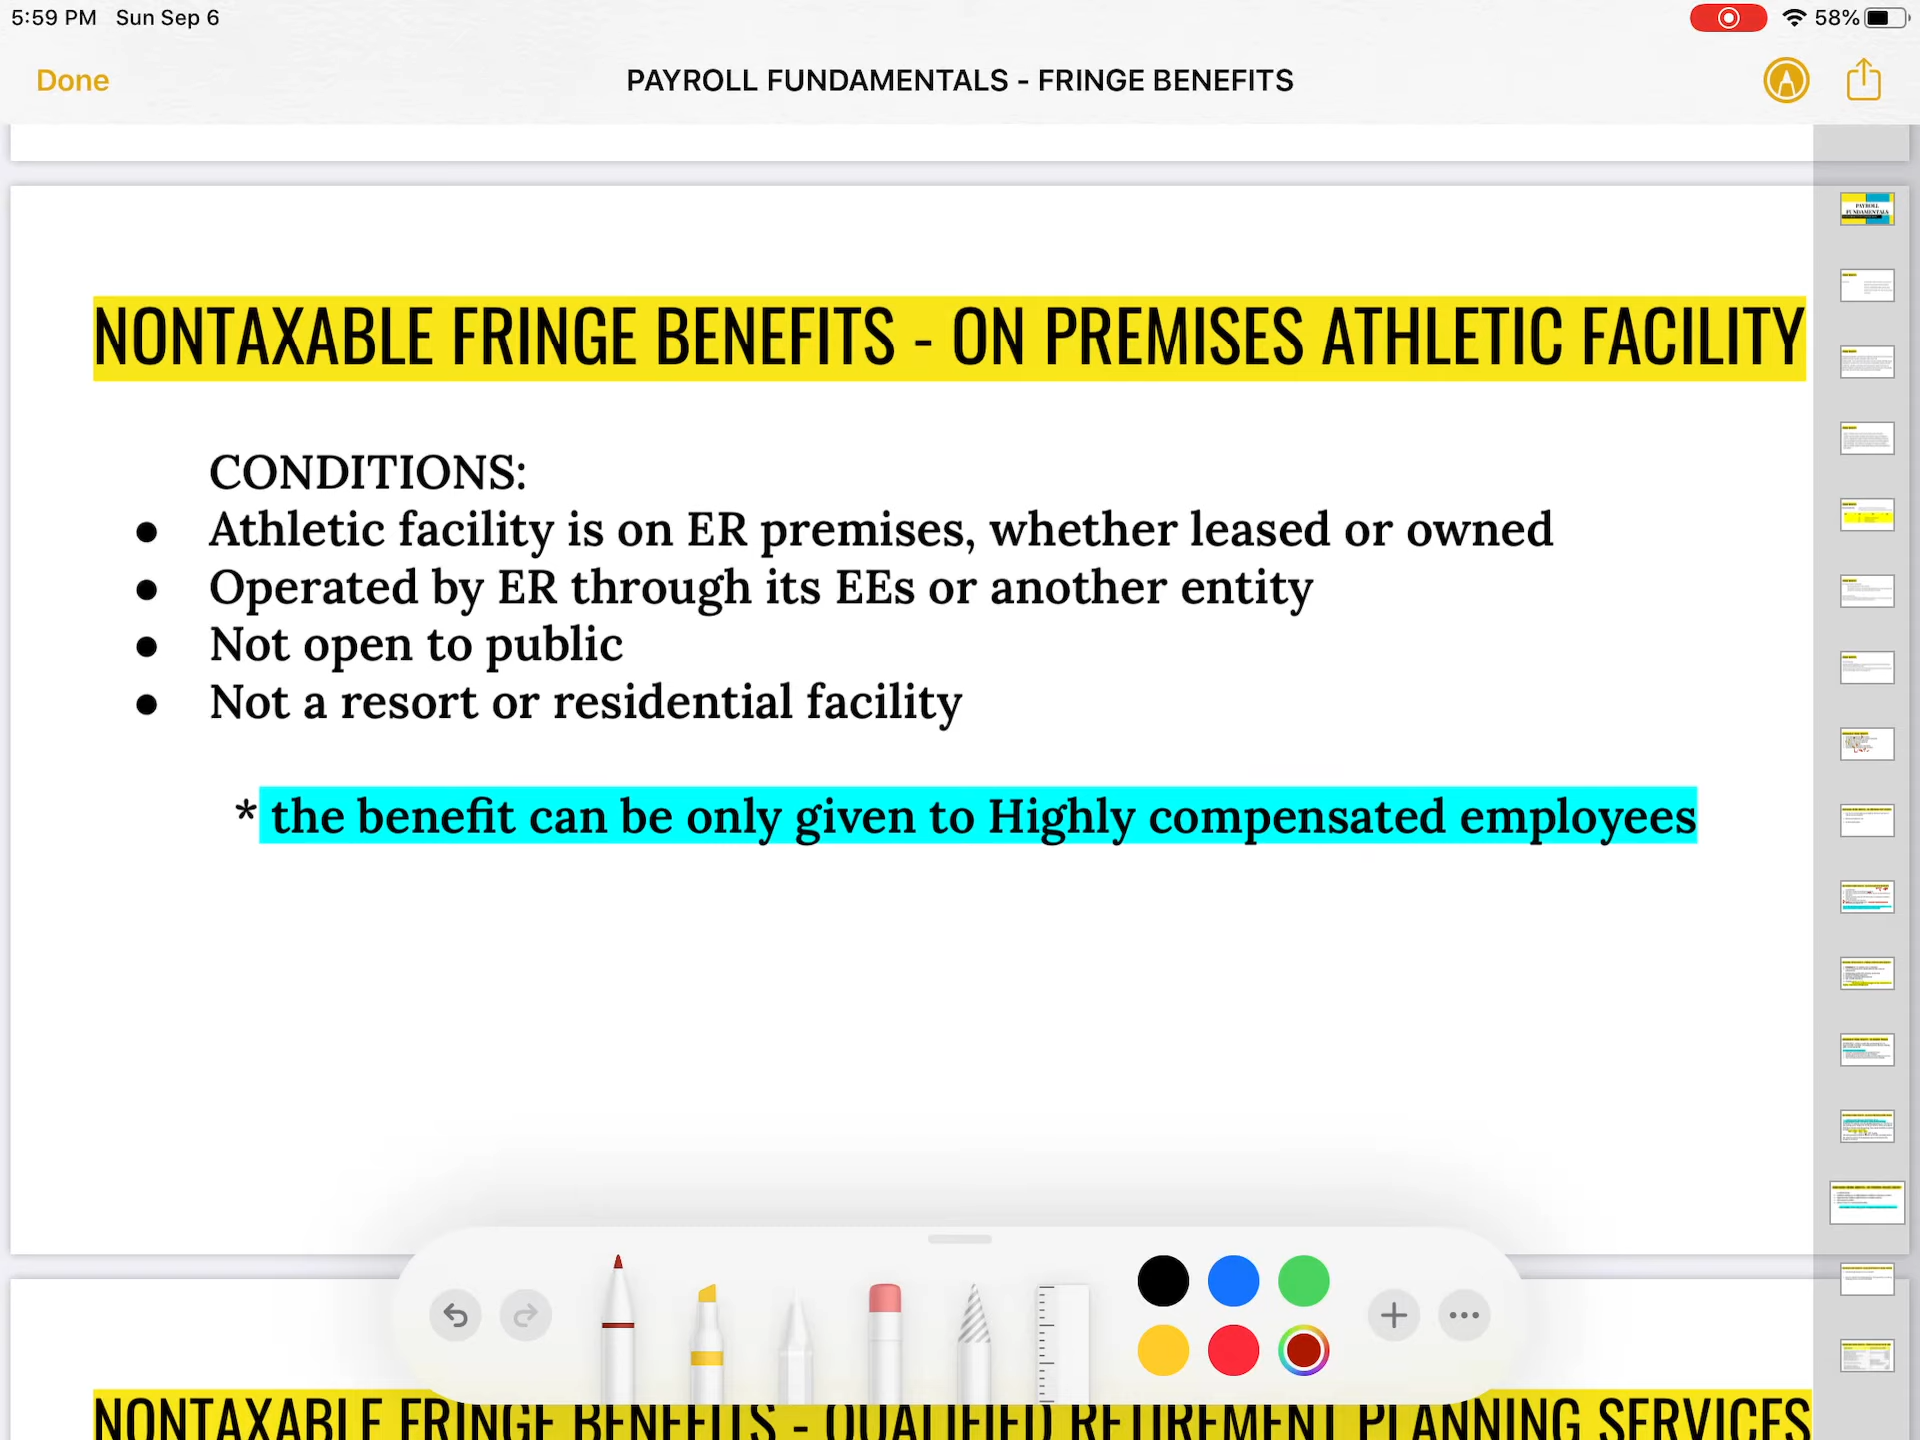 5:59 PM Sun Sep 6
58%
Done
PAYROLL FUNDAMENTALS - FRINGE BENEFITS
NONTAXABLE FRINGE BENEFITS - ON PREMISES ATHLETIC FACILITY
CONDITIONS:
● Athletic facility is on ER premises, whether leased or owned
● Operated by ER through its EEs or another entity
● Not open to public
● Not a resort or residential facility
* the benefit can be only given to Highly compensated employees
NONTAXABLE FRINGE BENEFITS - QUALIFIED RETIREMENT PLANNING SERVICES
PAYROLL
FUNDAMENTALS